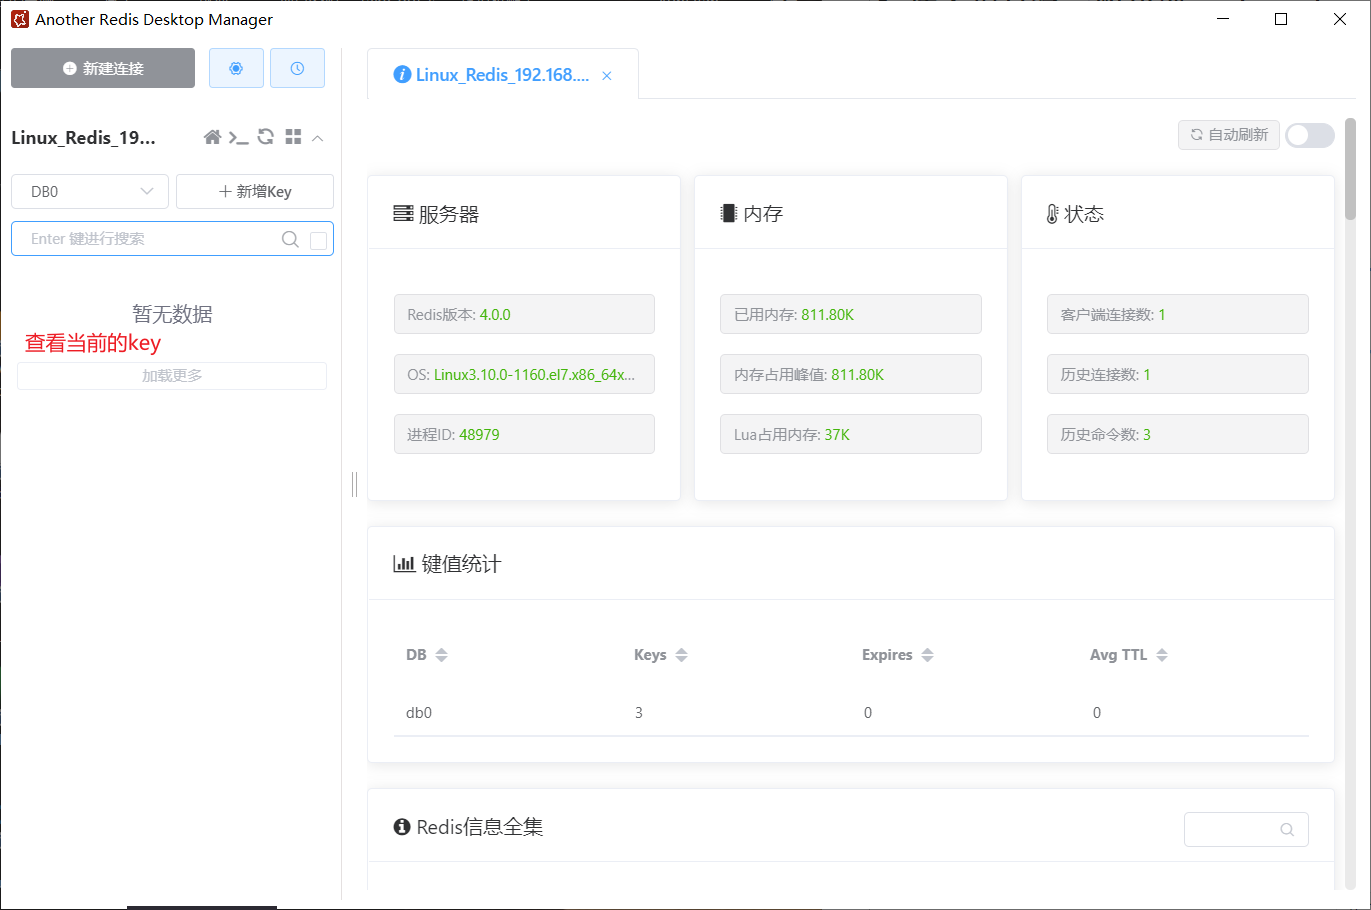 Another Redis Desktop Manager
新建连接
Linux_Redis_192.168....
Linux_Redis_19...
自动刷新
DB0
新增Key
Enter 键进行搜索
暂无数据
查看当前的key
加载更多
服务器
Redis版本: 4.0.0
OS: Linux3.10.0-1160.el7.x86_64x...
进程ID: 48979
内存
已用内存: 811.80K
内存占用峰值: 811.80K
Lua占用内存: 37K
状态
客户端连接数: 1
历史连接数: 1
历史命令数: 3
键值统计
DB Keys Expires Avg TTL
db0 3 0 0
Redis信息全集